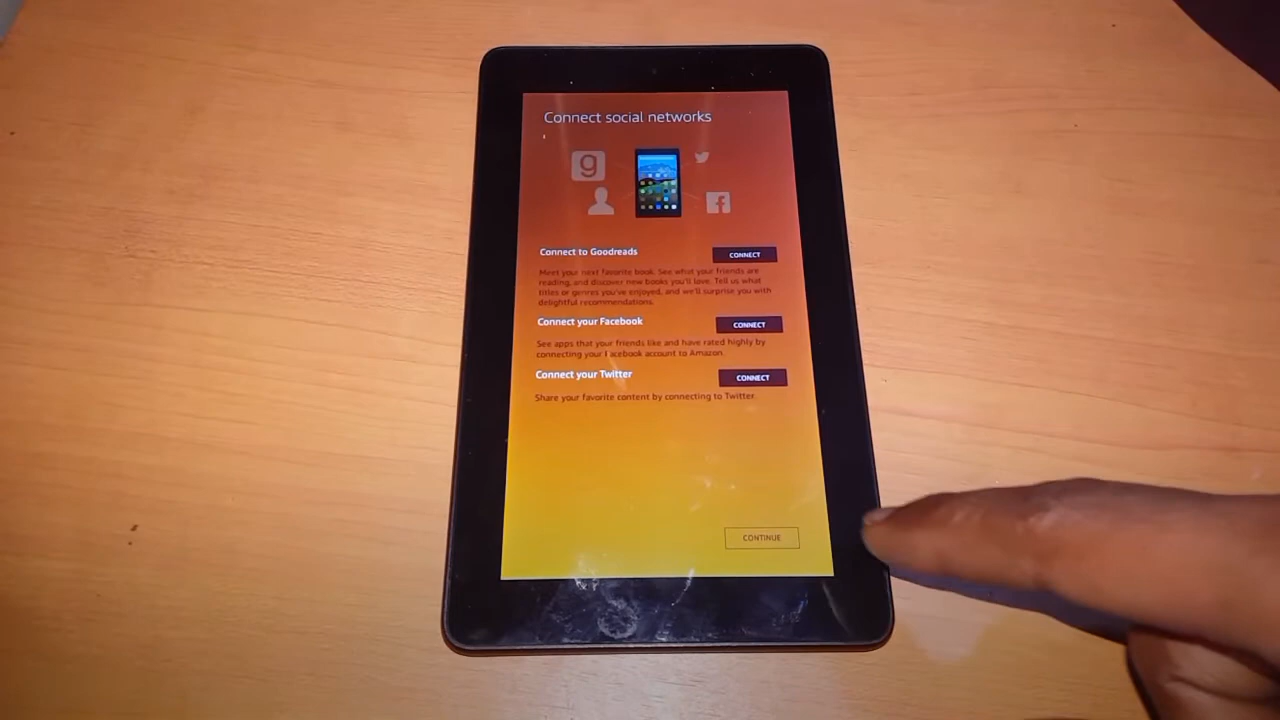 Connect social networks
g
f
Connect to Goodreads
CONNECT
Meet your next favorite book. See what your friends are
reading, and discover new books you'll love. Tell us what
titles or genres you've enjoyed, and we'll surprise you with
delightful recommendations.
Connect your Facebook
CONNECT
See apps that your friends like and have rated highly by
connecting your Facebook account to Amazon.
Connect your Twitter
CONNECT
Share your favorite content by connecting to Twitter.
CONTINUE